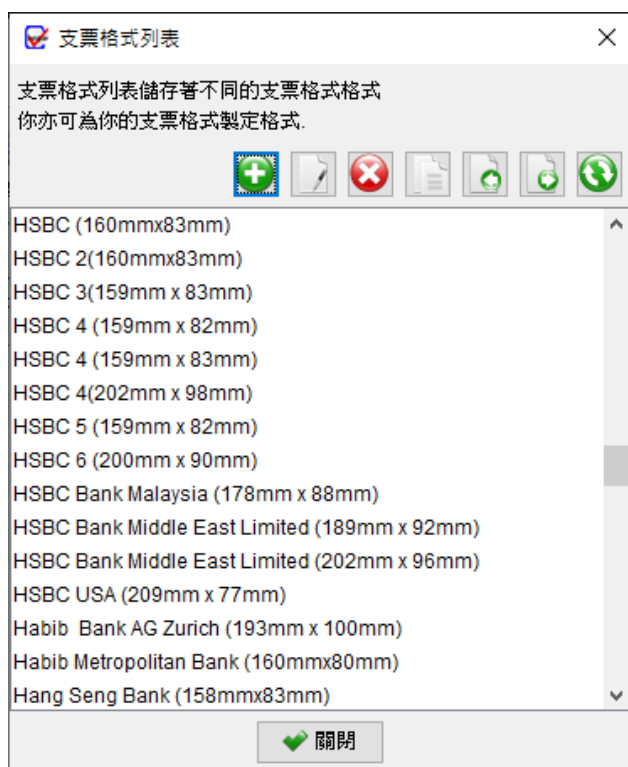 支票格式列表
支票格式列表儲存著不同的支票格式格式
你亦可為你的支票格式製定格式.
HSBC (160mmx83mm)
HSBC 2(160mmx83mm)
HSBC 3(159mm x 83mm)
HSBC 4 (159mm x 82mm)
HSBC 4 (159mm x 83mm)
HSBC 4(202mm x 98mm)
HSBC 5 (159mm x 82mm)
HSBC 6 (200mm x 90mm)
HSBC Bank Malaysia (178mm x 88mm)
HSBC Bank Middle East Limited (189mm x 92mm)
HSBC Bank Middle East Limited (202mm x 96mm)
HSBC USA (209mm x 77mm)
Habib  Bank AG Zurich (193mm x 100mm)
Habib Metropolitan Bank (160mmx80mm)
Hang Seng Bank (158mmx83mm)
關閉